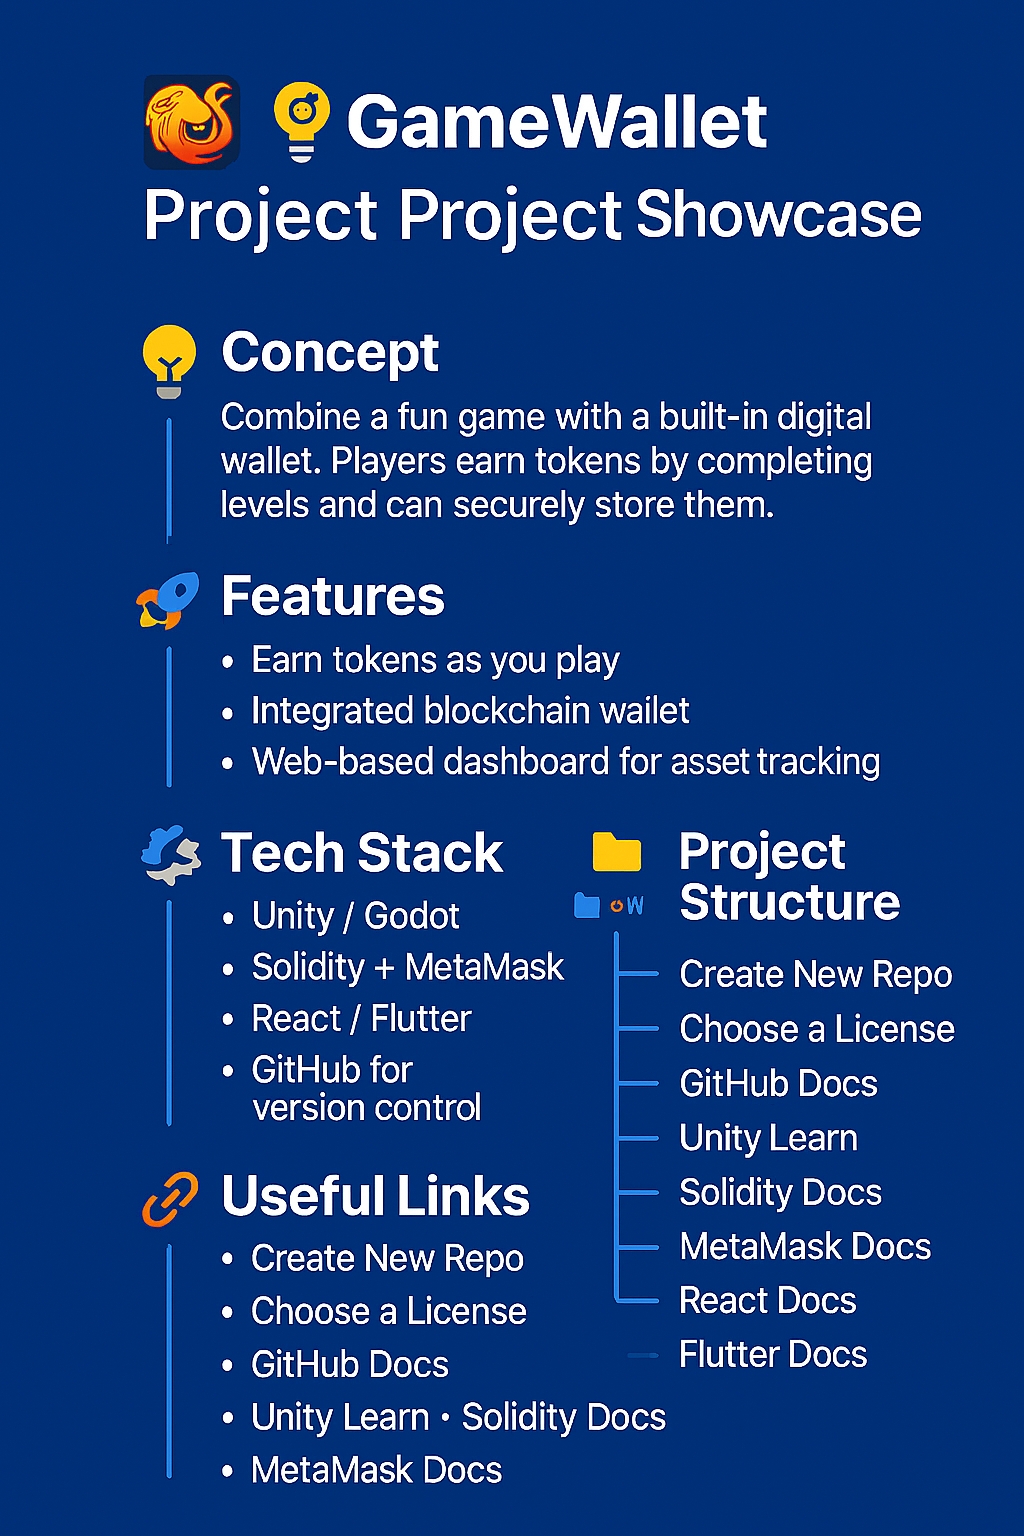 GameWallet
Project Project Showcase
Concept
Combine a fun game with a built-in digital
wallet. Players earn tokens by completing
levels and can securely store them.
Features
• Earn tokens as you play
• Integrated blockchain wailet
• Web-based dashboard for asset tracking
Tech Stack
• Unity / Godot
• Solidity + MetaMask
• React / Flutter
• GitHub for
version control
Project
Structure
W
Create New Repo
Choose a License
GitHub Docs
Unity Learn
Solidity Docs
MetaMask Docs
React Docs
Flutter Docs
Useful Links
• Create New Repo
• Choose a License
• GitHub Docs
• Unity Learn • Solidity Docs
• MetaMask Docs